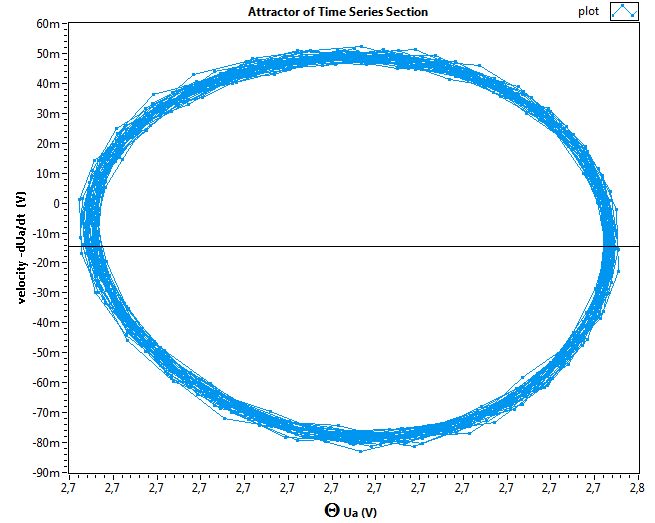 Attractor of Time Series Section
plot
60m
50m
40m
30m
20m
10m
0
-10m
-20m
-30m
-40m
-50m
-60m
-70m
-80m
-90m
velocity -dUa/dt (V)
2,7 2,7 2,7 2,7 2,7 2,7 2,7 2,7 2,7 2,7 2,7 2,7 2,7 2,8
Θ Ua (V)